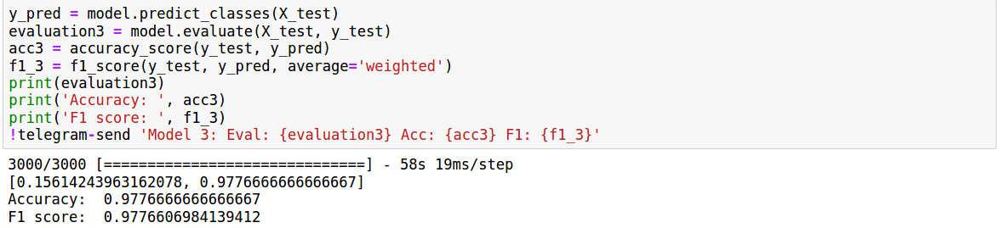 y_pred = model.predict_classes(X_test)
evaluation3 = model.evaluate(X_test, y_test)
acc3 = accuracy_score(y_test, y_pred)
f1_3 = f1_score(y_test, y_pred, average='weighted')
print(evaluation3)
print('Accuracy: ', acc3)
print('F1 score: ', f1_3)
!telegram-send 'Model 3: Eval: {evaluation3} Acc: {acc3} F1: {f1_3}'
3000/3000 [==============================] - 58s 19ms/step
[0.15614243963162078, 0.9776666666666667]
Accuracy:  0.9776666666666667
F1 score:  0.9776606984139412